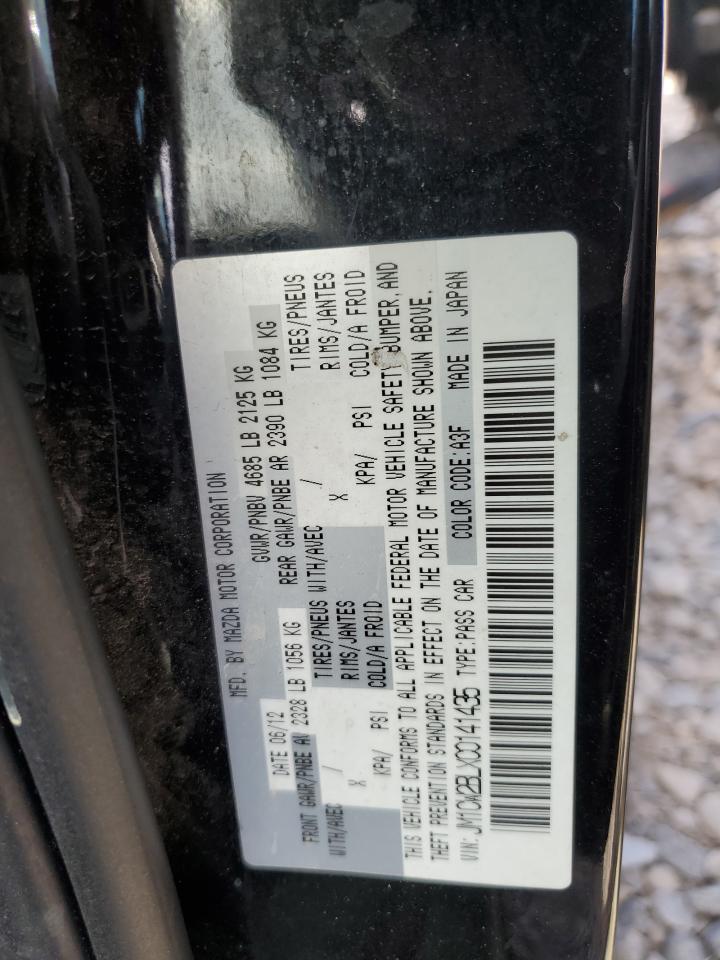 MFD. BY MAZDA MOTOR CORPORATION
DATE 06/12 GVWR/PNBV 4685 LB 2125 KG
FRONT GAWR/PNBE AV 2328 LB 1056 KG REAR GAWR/PNBE AR 2390 LB 1084 KG
WITH/AVEC / TIRES/PNEUS WITH/AVEC / TIRES/PNEUS
X RIMS/JANTES X RIMS/JANTES
KPA/ PSI COLD/A FROID KPA/ PSI COLD/A FROID
THIS VEHICLE CONFORMS TO ALL APPLICABLE FEDERAL MOTOR VEHICLE SAFETY BUMPER, AND
THEFT PREVENTION STANDARDS IN EFFECT ON THE DATE OF MANUFACTURE SHOWN ABOVE.
VIN: JM1CW2BLXC0141435 TYPE:PASS CAR COLOR CODE:A3F MADE IN JAPAN